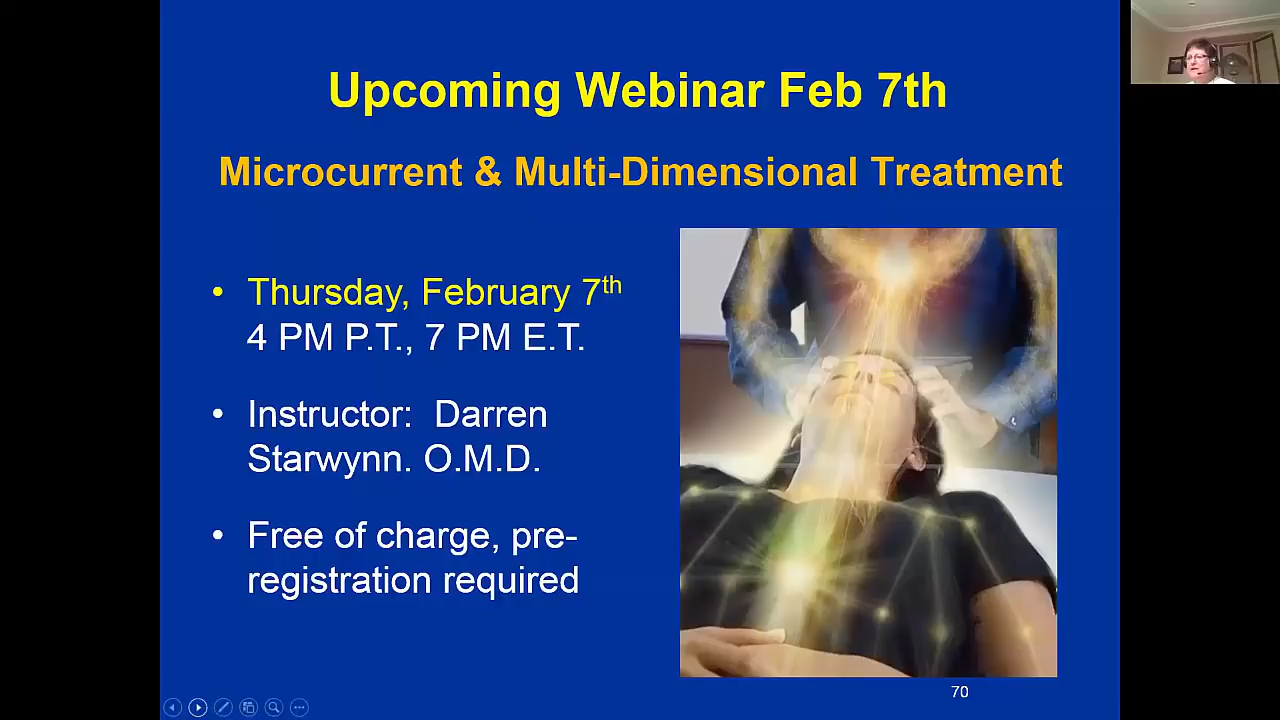 Upcoming Webinar Feb 7th
Microcurrent & Multi-Dimensional Treatment
• Thursday, February 7th
4 PM P.T., 7 PM E.T.
• Instructor:  Darren
Starwynn. O.M.D.
• Free of charge, pre-
registration required
70